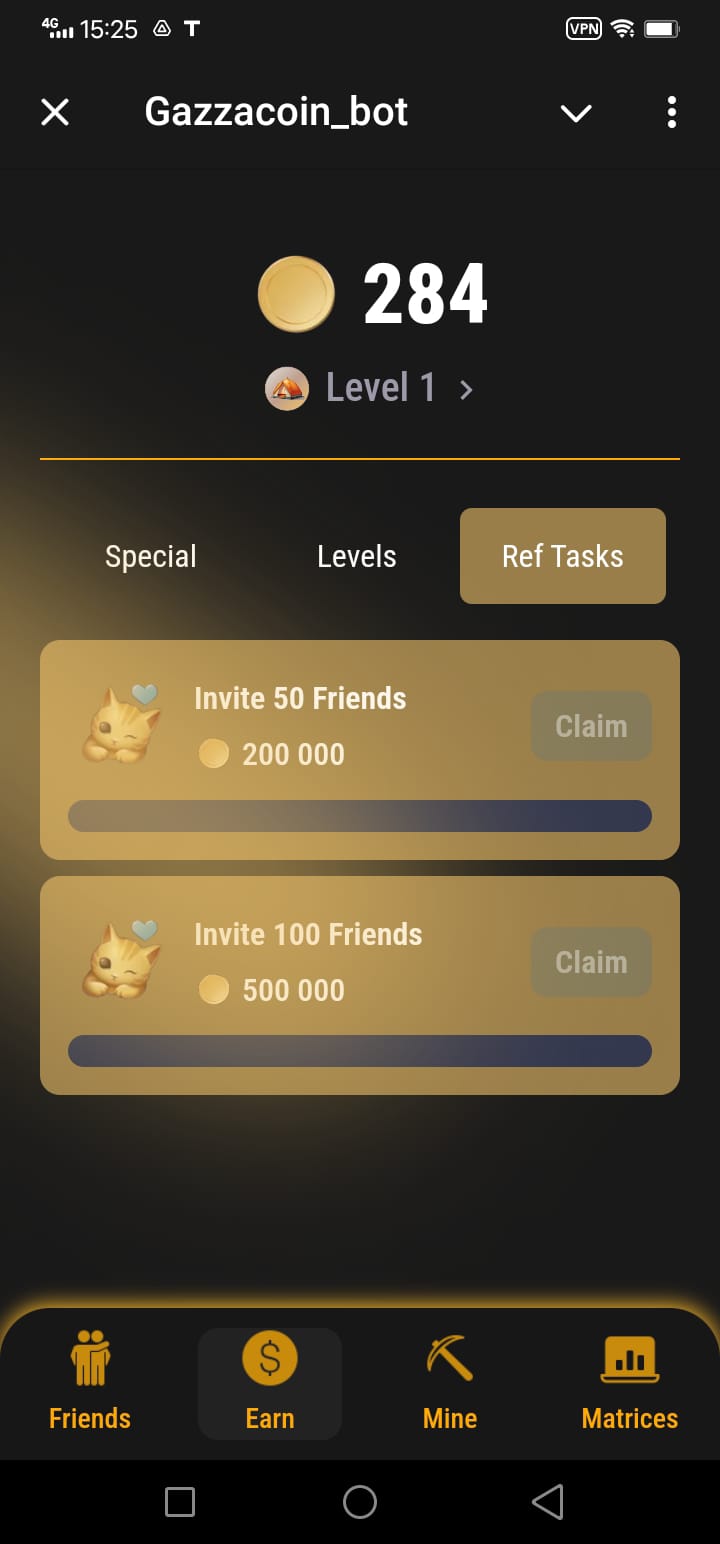 4G 15:25 T VPN
Gazzacoin_bot
284
Level 1
Special Levels Ref Tasks
Invite 50 Friends
200 000
Claim
Invite 100 Friends
500 000
Claim
Friends Earn Mine Matrices